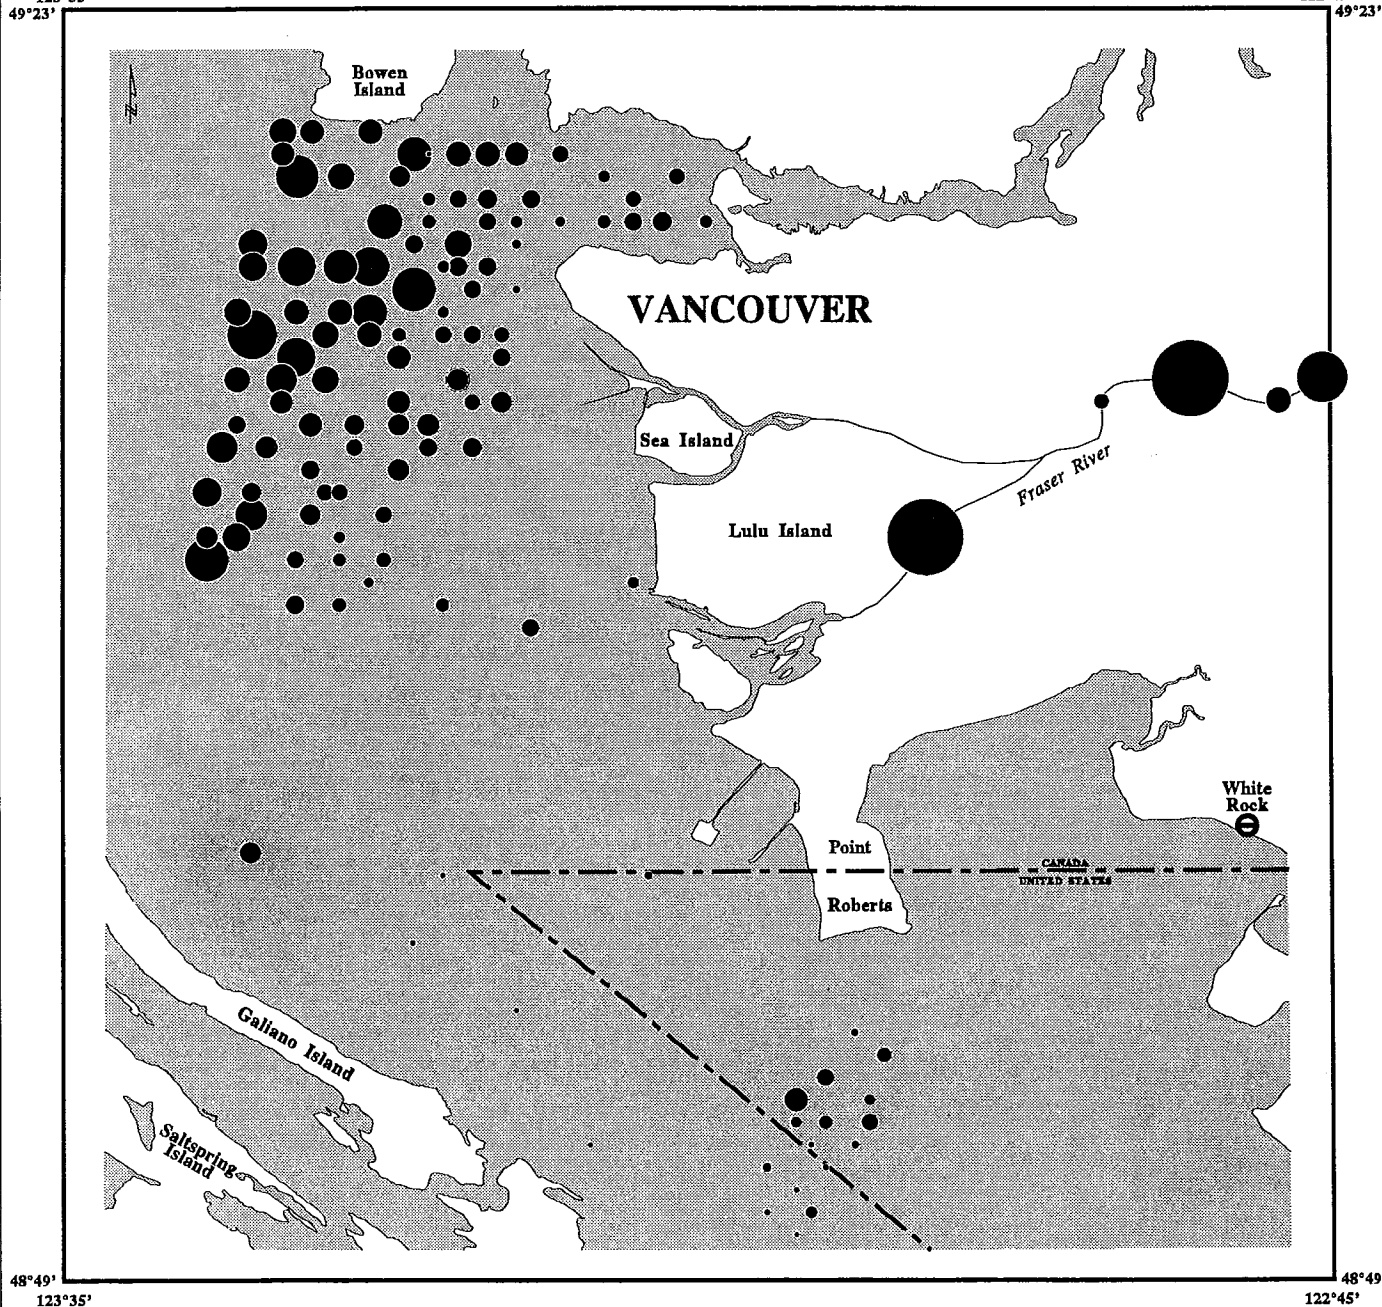 49°23'
49°23'
Bowen
Island
VANCOUVER
Sea Island
Fraser River
Lulu Island
White
Rock
Point
CANADA
UNITED STATES
Roberts
Galiano Island
Saltspring
Island
48°49'
48°49
123°35'
122°45'